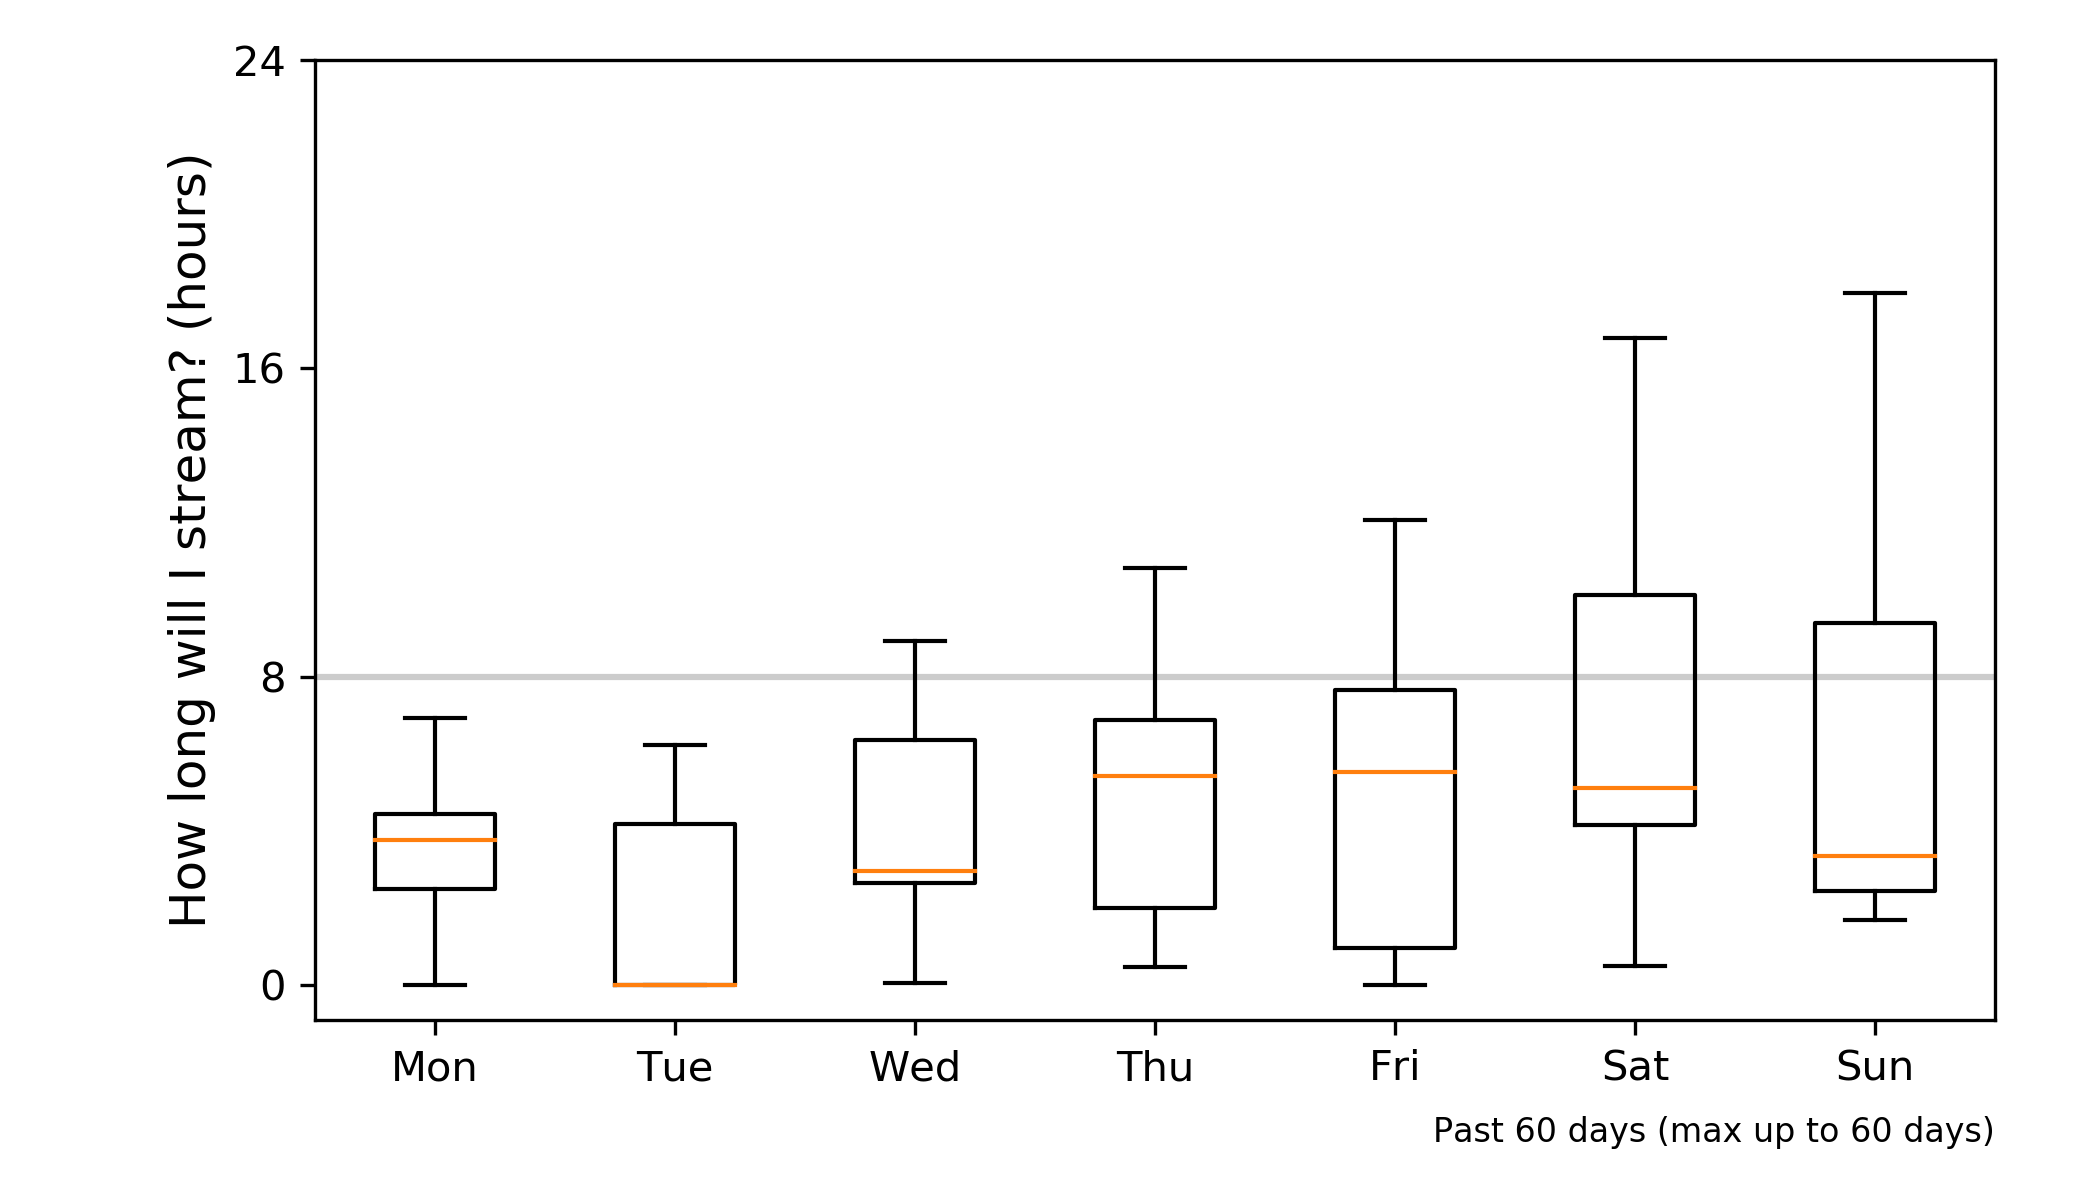 How long will I stream? (hours)
24
16
8
0
Mon Tue Wed Thu Fri Sat Sun
Past 60 days (max up to 60 days)